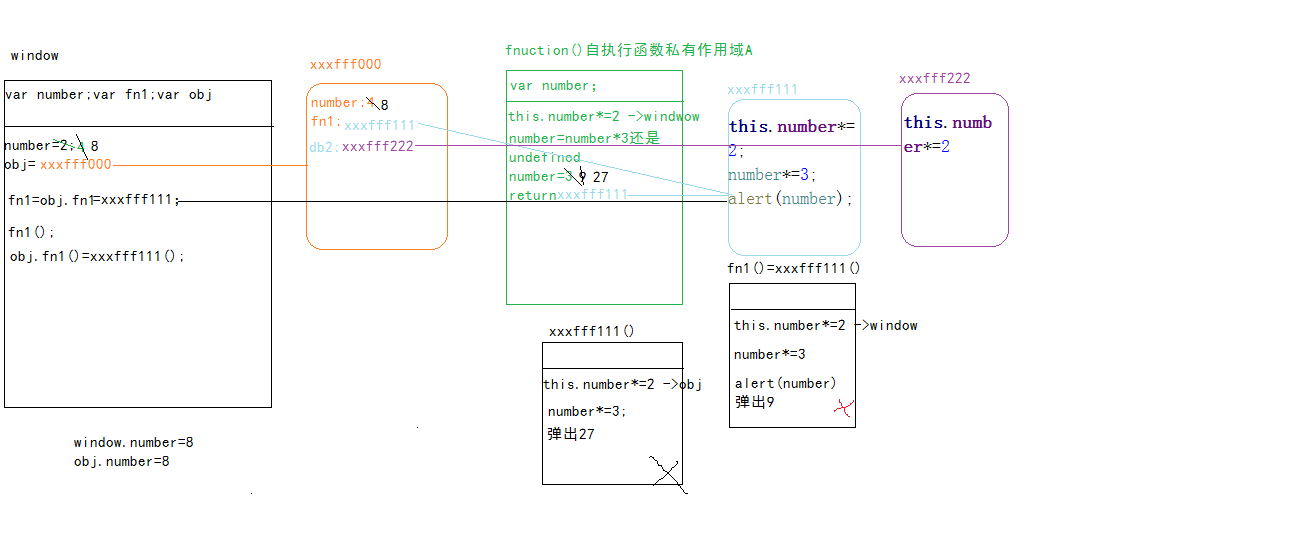 window
var number;var fn1;var obj
number=2;4 8
obj= xxxfff000
fn1=obj.fn1=xxxfff111;
fn1();
obj.fn1()=xxxfff111();
window.number=8
obj.number=8
xxxfff000
number:4 8
fn1:xxxfff111
db2:xxxfff222
fnuction()自执行函数私有作用域A
var number;
this.number*=2 ->windwow
number=number*3还是
undefinod
number=3 9 27
returnxxxfff111
xxxfff111
this.number*=
2;
number*=3;
alert(number);
xxxfff222
this.numb
er*=2
fn1()=xxxfff111()
this.number*=2 ->window
number*=3
alert(number)
弹出9
xxxfff111()
this.number*=2 ->obj
number*=3;
弹出27